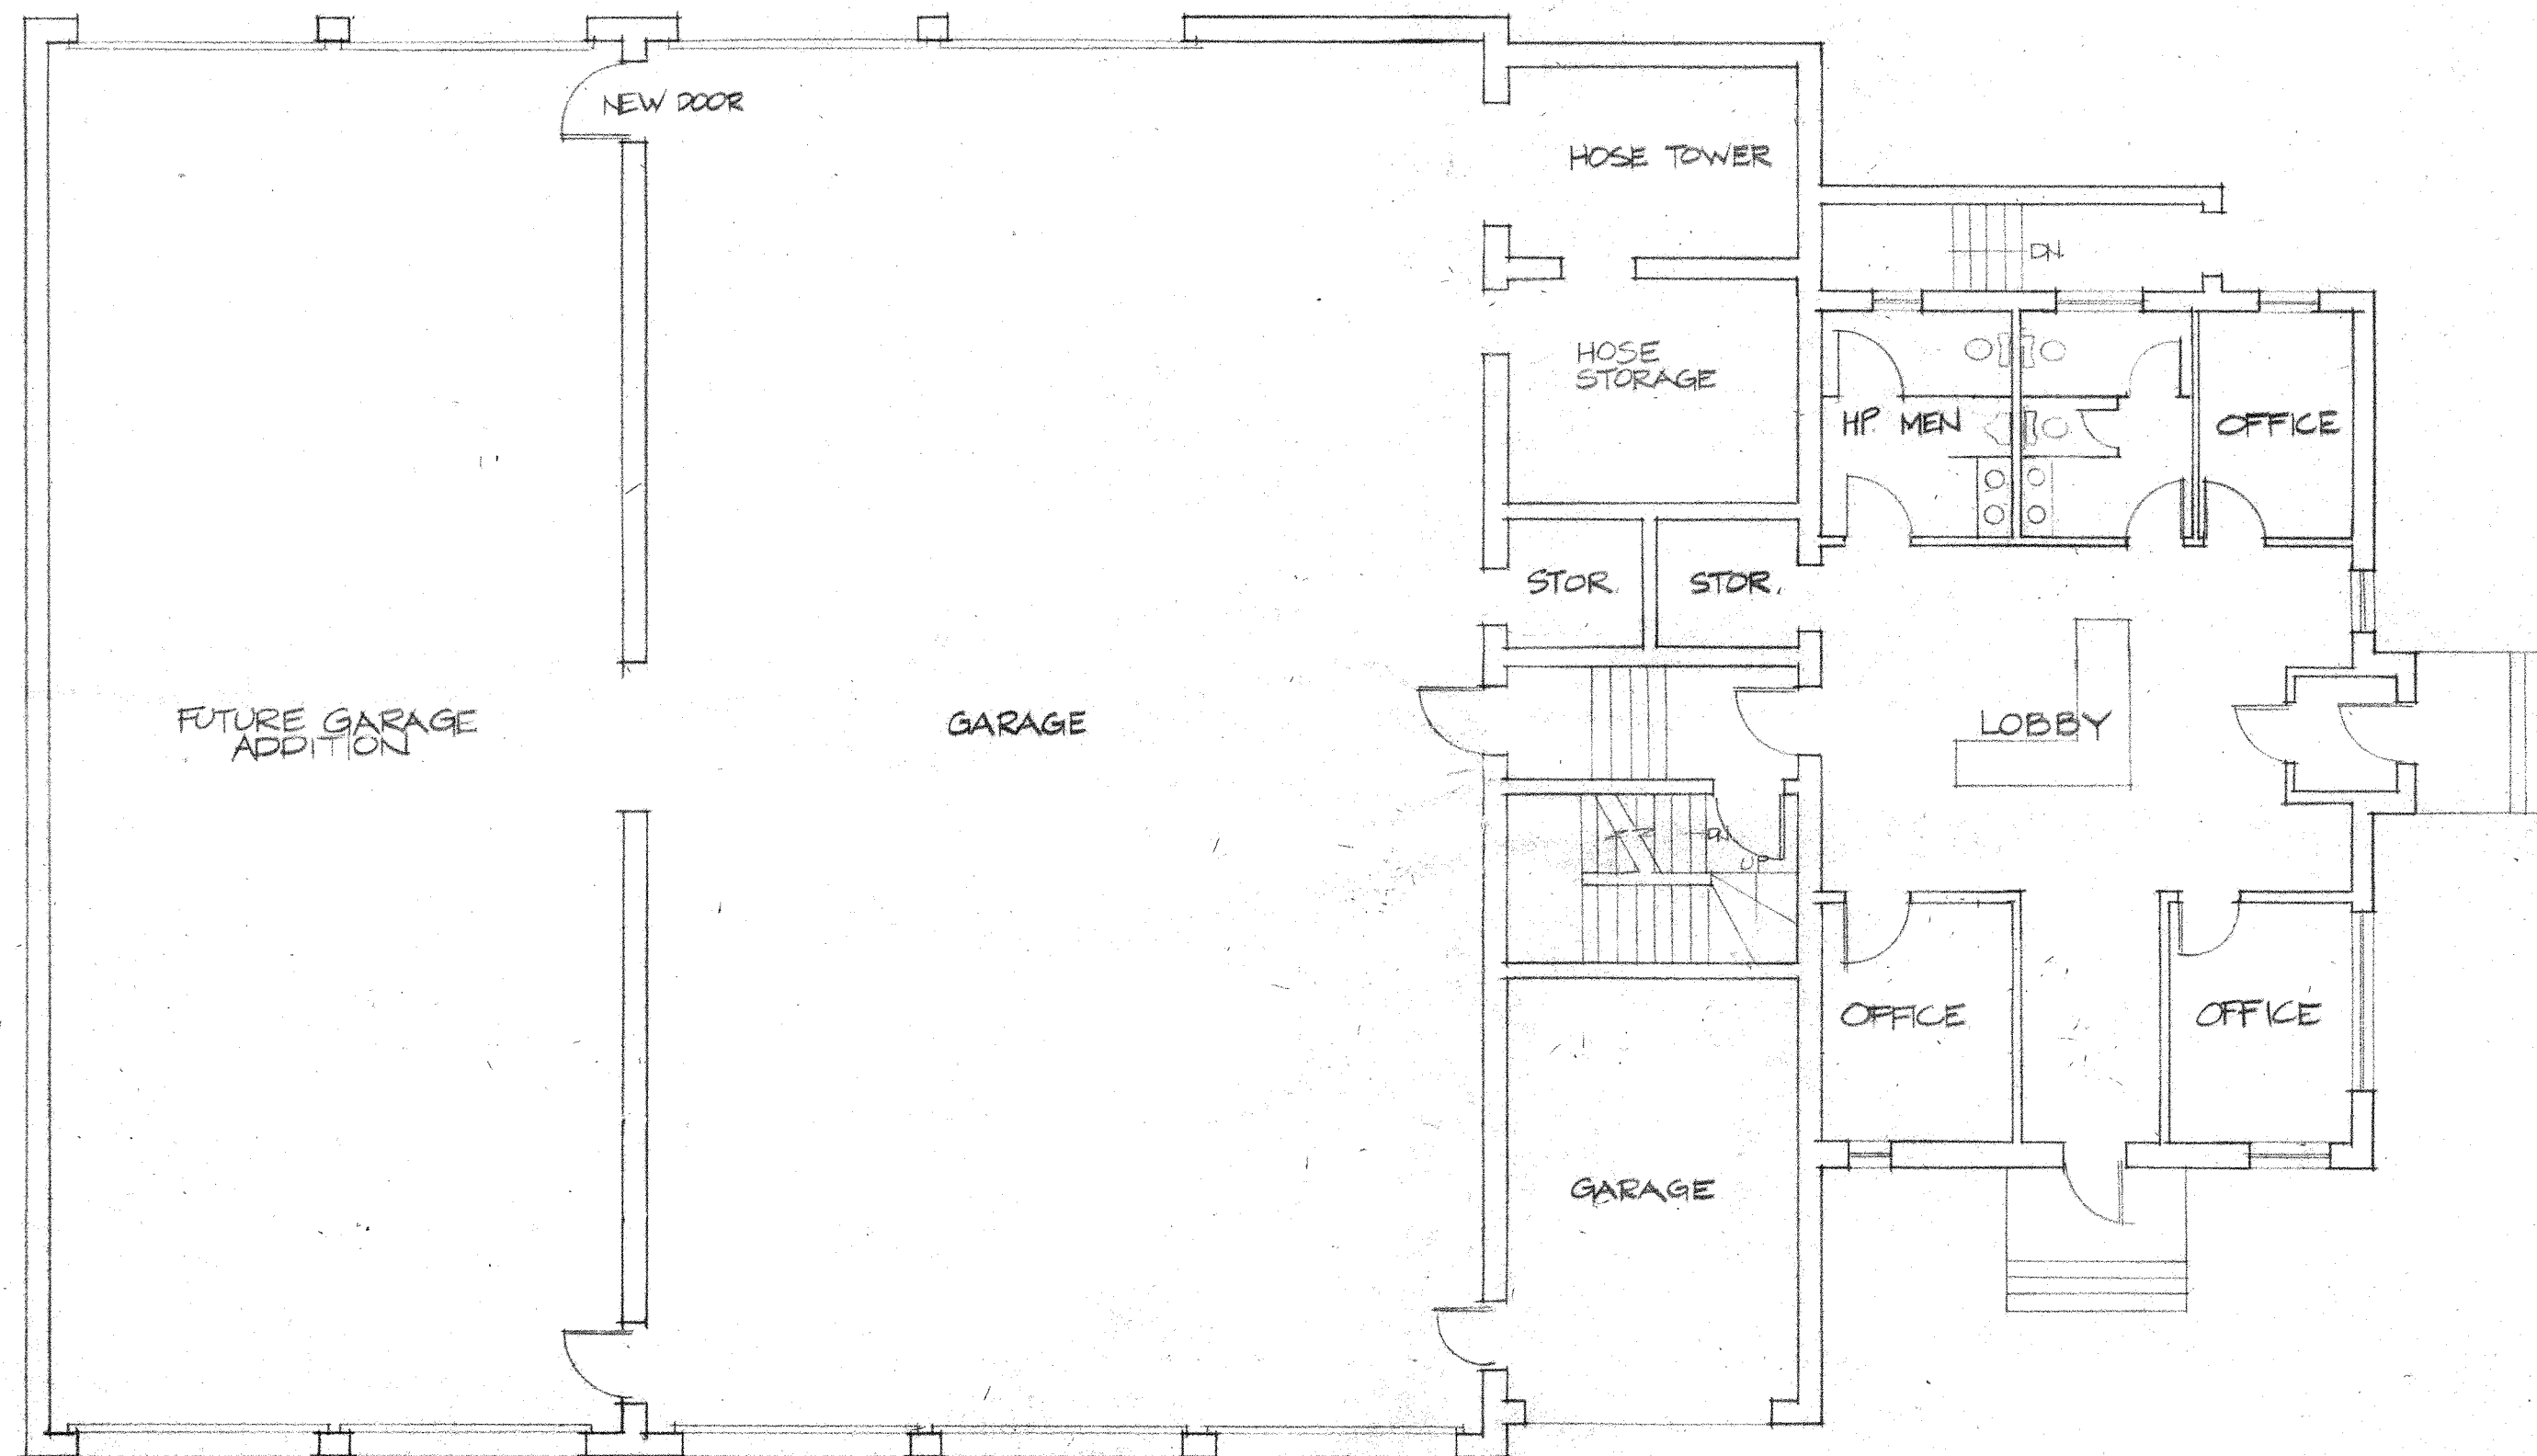 NEW DOOR
HOSE TOWER
DN
HOSE
STORAGE
HP. MEN
OFFICE
STOR.
STOR.
FUTURE GARAGE
ADDITION
GARAGE
LOBBY
DN
UP
OFFICE
OFFICE
GARAGE